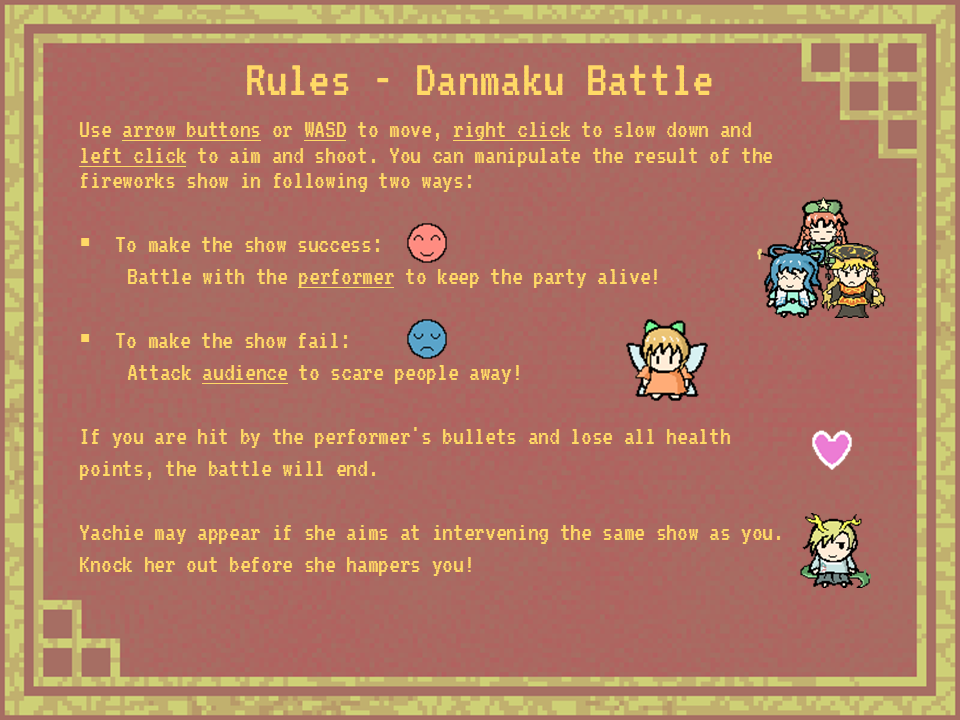 Rules - Danmaku Battle
Use arrow buttons or WASD to move, right click to slow down and
left click to aim and shoot. You can manipulate the result of the
fireworks show in following two ways:
▪ To make the show success:
Battle with the performer to keep the party alive!
▪ To make the show fail:
Attack audience to scare people away!
If you are hit by the performer's bullets and lose all health
points, the battle will end.
Yachie may appear if she aims at intervening the same show as you.
Knock her out before she hampers you!